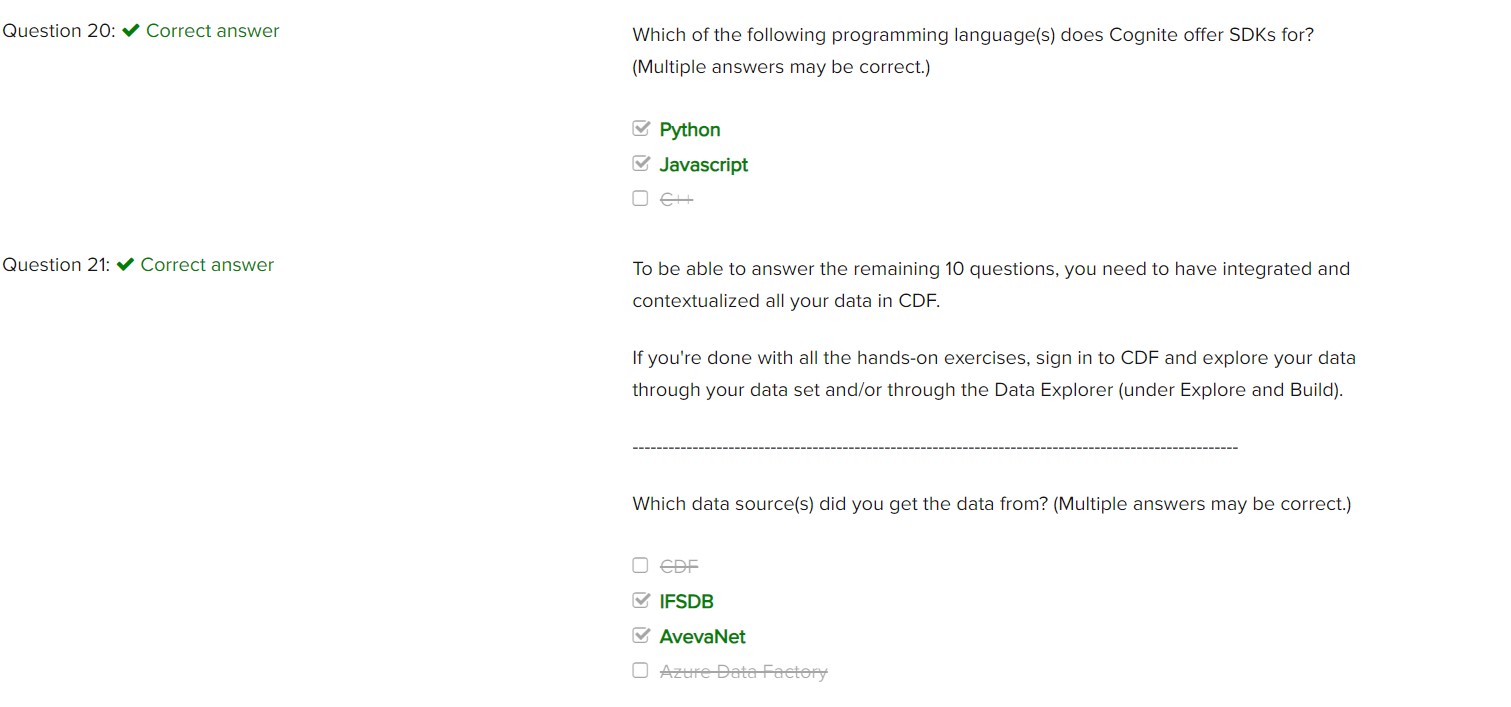 Question 20: ✔ Correct answer
Which of the following programming language(s) does Cognite offer SDKs for?
(Multiple answers may be correct.)
Python
Javascript
C++
Question 21: ✔ Correct answer
To be able to answer the remaining 10 questions, you need to have integrated and
contextualized all your data in CDF.
If you're done with all the hands-on exercises, sign in to CDF and explore your data
through your data set and/or through the Data Explorer (under Explore and Build).
-----------------------------------------------------------------------------------------------------
Which data source(s) did you get the data from? (Multiple answers may be correct.)
CDF
IFSDB
AvevaNet
Azure Data Factory